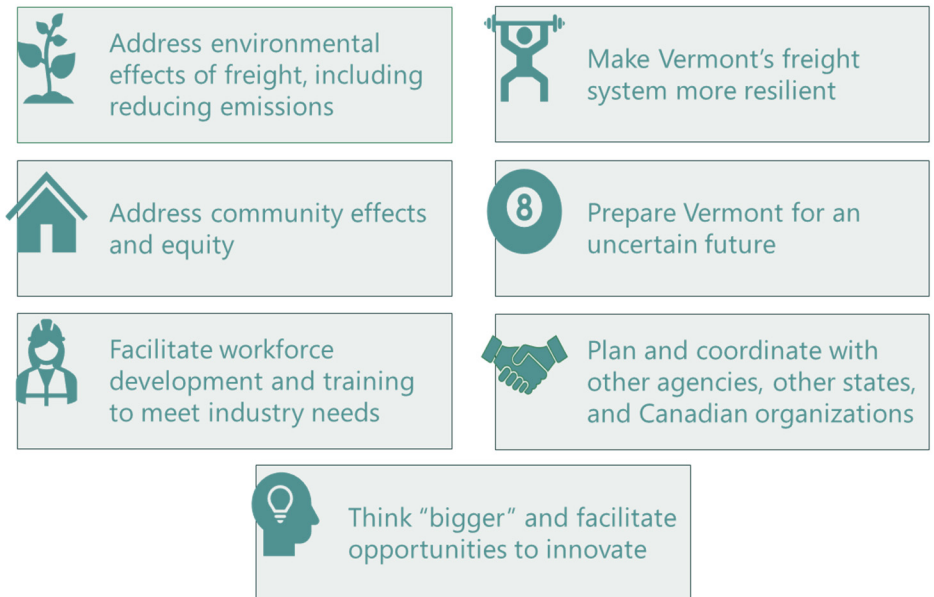 Address environmental
effects of freight, including
reducing emissions
Make Vermont's freight
system more resilient
Address community effects
and equity
8
Prepare Vermont for an
uncertain future
Facilitate workforce
development and training
to meet industry needs
Plan and coordinate with
other agencies, other states,
and Canadian organizations
Think “bigger” and facilitate
opportunities to innovate